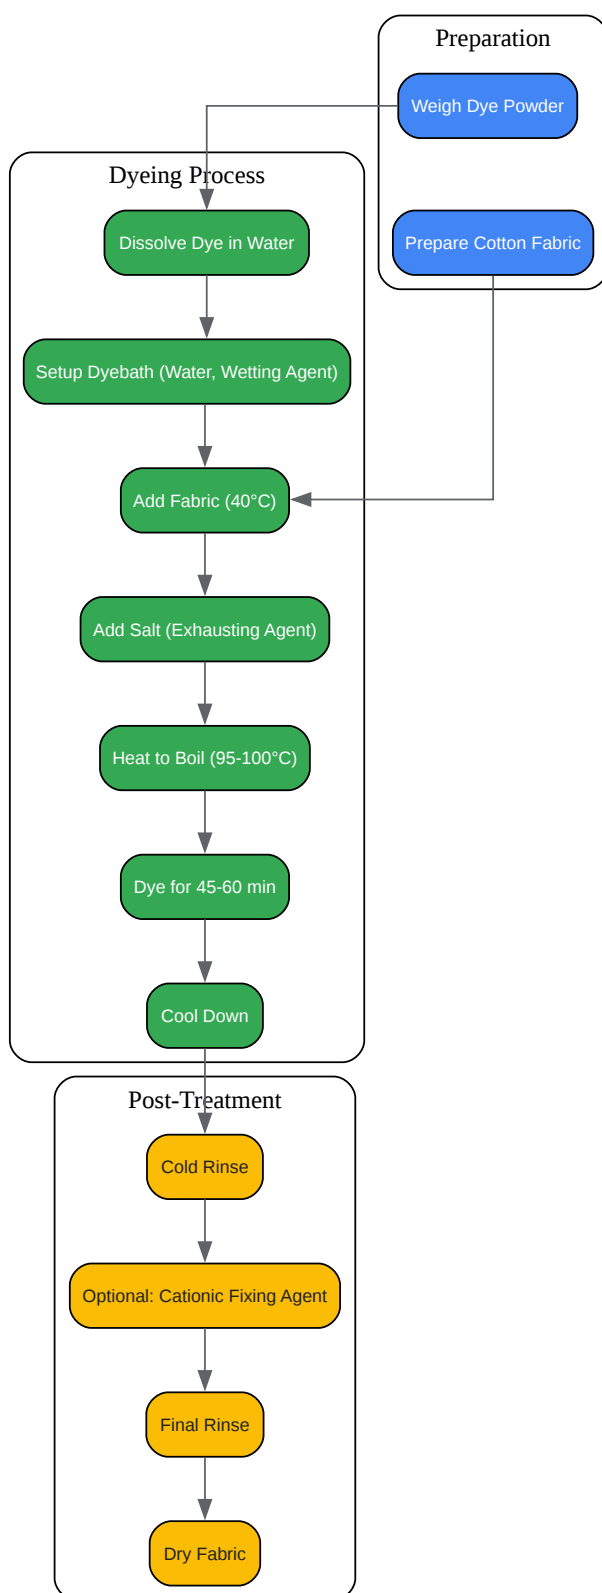 Preparation
Weigh Dye Powder
Dyeing Process
Dissolve Dye in Water
Prepare Cotton Fabric
Setup Dyebath (Water, Wetting Agent)
Add Fabric (40°C)
Add Salt (Exhausting Agent)
Heat to Boil (95-100°C)
Dye for 45-60 min
Cool Down
Post-Treatment
Cold Rinse
Optional: Cationic Fixing Agent
Final Rinse
Dry Fabric